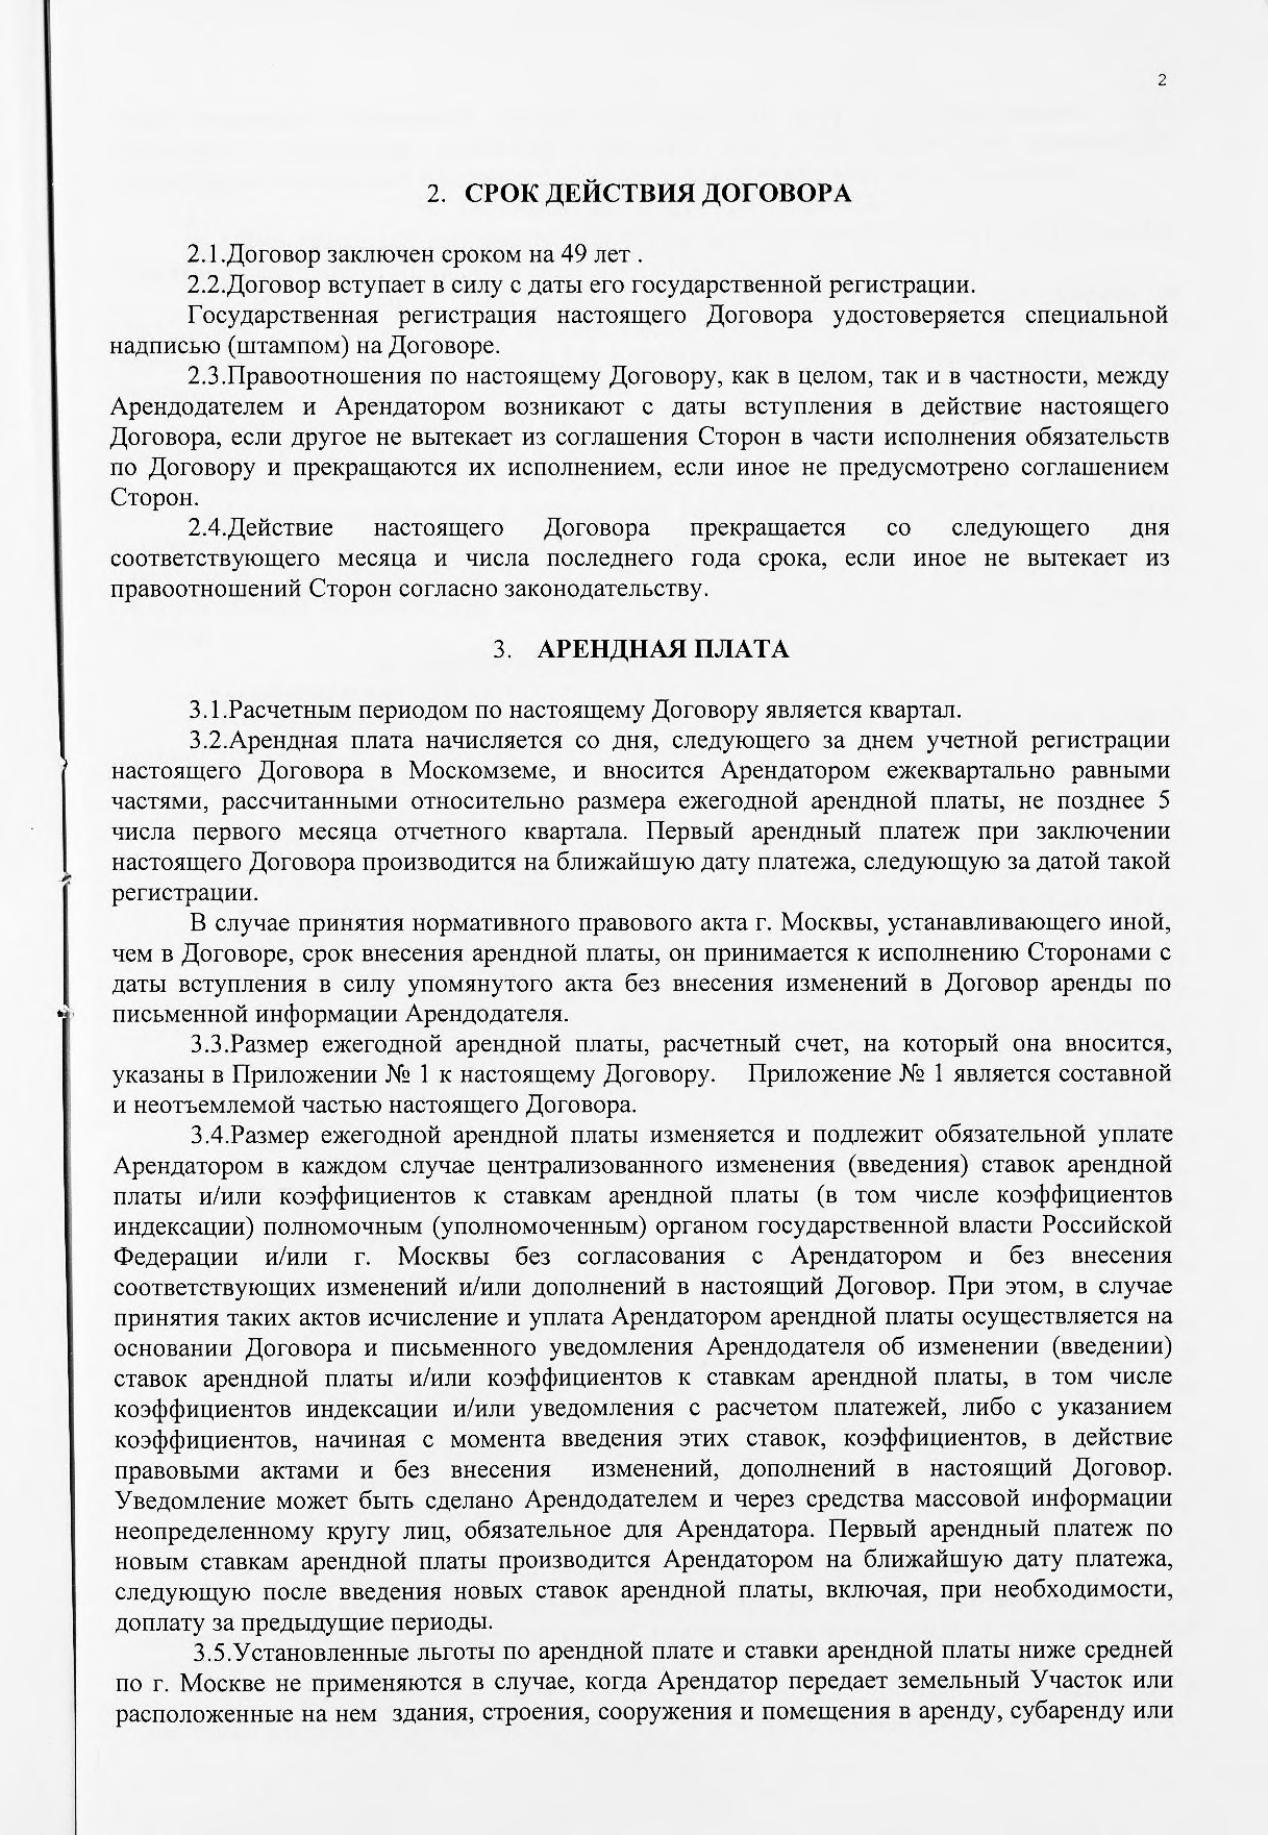 2
2. СРОК ДЕЙСТВИЯ ДОГОВОРА
2.1.Договор заключен сроком на 49 лет .
2.2.Договор вступает в силу с даты его государственной регистрации.
Государственная регистрация настоящего Договора удостоверяется специальной
надписью (штампом) на Договоре.
2.3.Правоотношения по настоящему Договору, как в целом, так и в частности, между
Арендодателем и Арендатором возникают с даты вступления в действие настоящего
Договора, если другое не вытекает из соглашения Сторон в части исполнения обязательств
по Договору и прекращаются их исполнением, если иное не предусмотрено соглашением
Сторон.
2.4.Действие настоящего Договора прекращается со следующего дня
соответствующего месяца и числа последнего года срока, если иное не вытекает из
правоотношений Сторон согласно законодательству.
3. АРЕНДНАЯ ПЛАТА
3.1.Расчетным периодом по настоящему Договору является квартал.
3.2.Арендная плата начисляется со дня, следующего за днем учетной регистрации
настоящего Договора в Москомземе, и вносится Арендатором ежеквартально равными
частями, рассчитанными относительно размера ежегодной арендной платы, не позднее 5
числа первого месяца отчетного квартала. Первый арендный платеж при заключении
настоящего Договора производится на ближайшую дату платежа, следующую за датой такой
регистрации.
В случае принятия нормативного правового акта г. Москвы, устанавливающего иной,
чем в Договоре, срок внесения арендной платы, он принимается к исполнению Сторонами с
даты вступления в силу упомянутого акта без внесения изменений в Договор аренды по
письменной информации Арендодателя.
3.3.Размер ежегодной арендной платы, расчетный счет, на который она вносится,
указаны в Приложении № 1 к настоящему Договору. Приложение № 1 является составной
и неотъемлемой частью настоящего Договора.
3.4.Размер ежегодной арендной платы изменяется и подлежит обязательной уплате
Арендатором в каждом случае централизованного изменения (введения) ставок арендной
платы и/или коэффициентов к ставкам арендной платы (в том числе коэффициентов
индексации) полномочным (уполномоченным) органом государственной власти Российской
Федерации и/или г. Москвы без согласования с Арендатором и без внесения
соответствующих изменений и/или дополнений в настоящий Договор. При этом, в случае
принятия таких актов исчисление и уплата Арендатором арендной платы осуществляется на
основании Договора и письменного уведомления Арендодателя об изменении (введении)
ставок арендной платы и/или коэффициентов к ставкам арендной платы, в том числе
коэффициентов индексации и/или уведомления с расчетом платежей, либо с указанием
коэффициентов, начиная с момента введения этих ставок, коэффициентов, в действие
правовыми актами и без внесения изменений, дополнений в настоящий Договор.
Уведомление может быть сделано Арендодателем и через средства массовой информации
неопределенному кругу лиц, обязательное для Арендатора. Первый арендный платеж по
новым ставкам арендной платы производится Арендатором на ближайшую дату платежа,
следующую после введения новых ставок арендной платы, включая, при необходимости,
доплату за предыдущие периоды.
3.5.Установленные льготы по арендной плате и ставки арендной платы ниже средней
по г. Москве не применяются в случае, когда Арендатор передает земельный Участок или
расположенные на нем здания, строения, сооружения и помещения в аренду, субаренду или